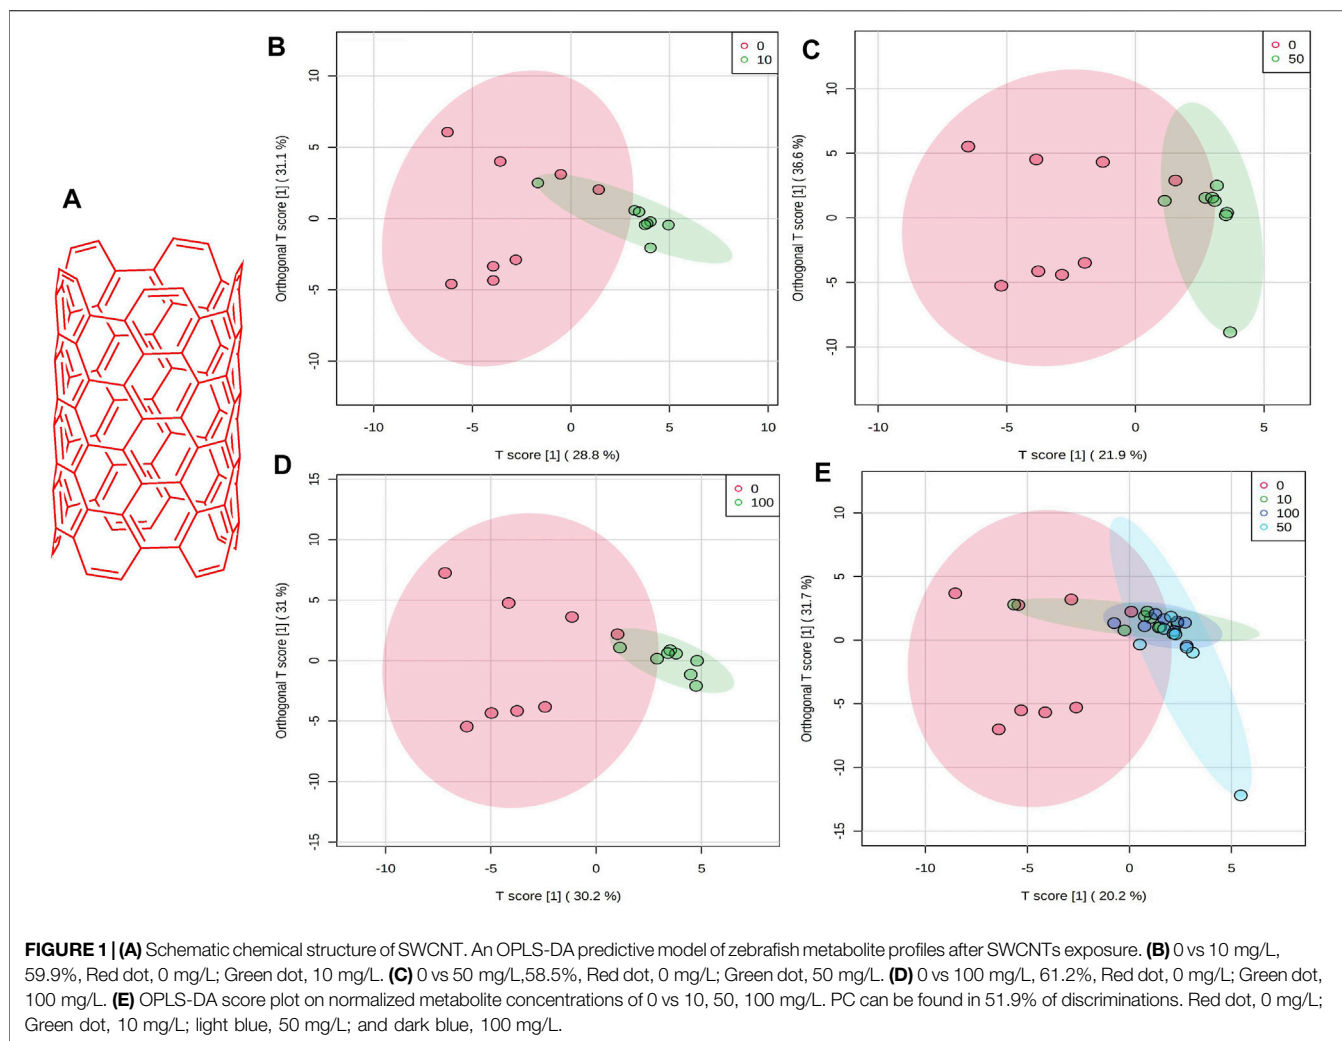 A
B
0
10
10
5
0
-5
-10
Orthogonal T score [1] ( 31.1 %)
-10
-5
0
5
10
T score [1] ( 28.8 %)
C
0
50
10
5
0
-5
-10
Orthogonal T score [1] ( 36.6 %)
-10
-5
0
5
T score [1] ( 21.9 %)
D
0
100
15
10
5
0
-5
-10
-15
Orthogonal T score [1] ( 31 %)
-10
-5
0
5
T score [1] ( 30.2 %)
E
0
10
100
50
10
5
0
-5
-10
-15
Orthogonal T score [1] ( 31.7 %)
-10
-5
0
5
T score [1] ( 20.2 %)
FIGURE 1 | (A) Schematic chemical structure of SWCNT. An OPLS-DA predictive model of zebrafish metabolite profiles after SWCNTs exposure. (B) 0 vs 10 mg/L,
59.9%, Red dot, 0 mg/L; Green dot, 10 mg/L. (C) 0 vs 50 mg/L,58.5%, Red dot, 0 mg/L; Green dot, 50 mg/L. (D) 0 vs 100 mg/L, 61.2%, Red dot, 0 mg/L; Green dot,
100 mg/L. (E) OPLS-DA score plot on normalized metabolite concentrations of 0 vs 10, 50, 100 mg/L. PC can be found in 51.9% of discriminations. Red dot, 0 mg/L;
Green dot, 10 mg/L; light blue, 50 mg/L; and dark blue, 100 mg/L.